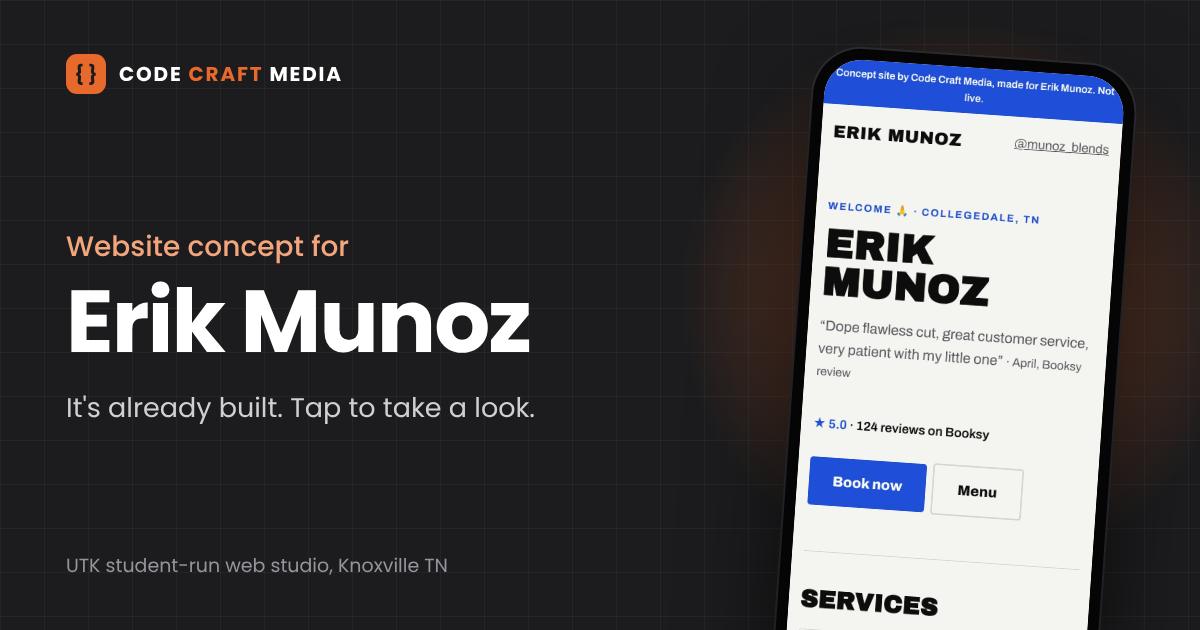 { } CODE CRAFT MEDIA
Website concept for
Erik Munoz
It's already built. Tap to take a look.
UTK student-run web studio, Knoxville TN
Concept site by Code Craft Media, made for Erik Munoz. Not
live.
ERIK MUNOZ
@munoz_blends
WELCOME 🙏 · COLLEGEDALE, TN
ERIK
MUNOZ
“Dope flawless cut, great customer service,
very patient with my little one” · April, Booksy
review
★ 5.0 · 124 reviews on Booksy
Book now
Menu
SERVICES